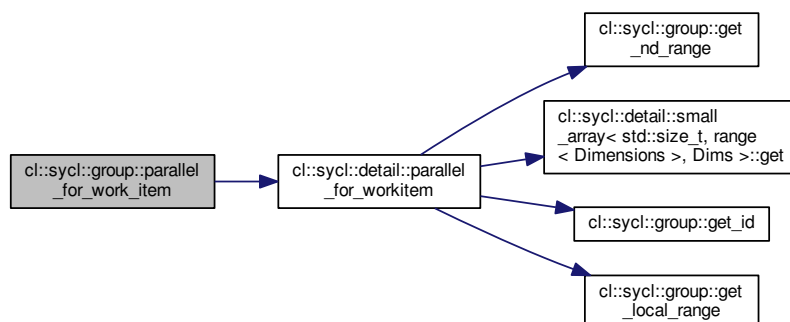 cl::sycl::group::parallel
_for_work_item
cl::sycl::detail::parallel
_for_workitem
cl::sycl::group::get
_nd_range
cl::sycl::detail::small
_array< std::size_t, range
< Dimensions >, Dims >::get
cl::sycl::group::get_id
cl::sycl::group::get
_local_range